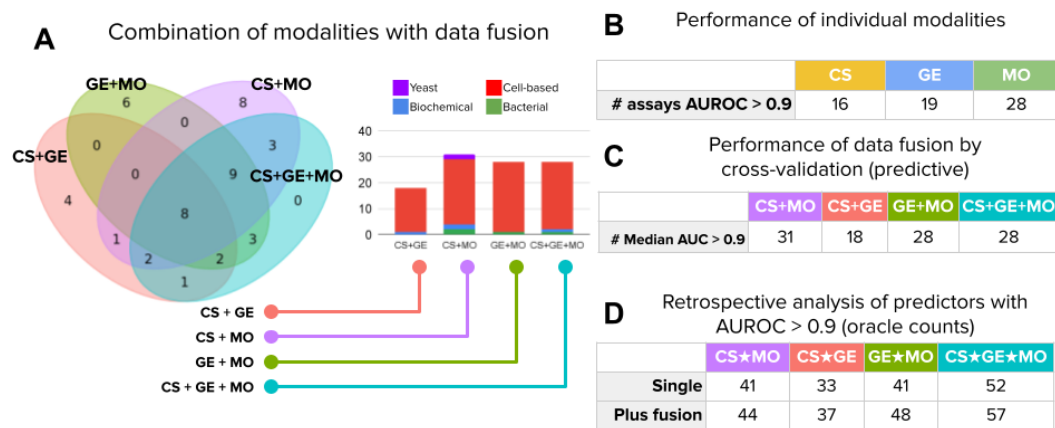 A
Combination of modalities with data fusion
GE+MO
CS+MO
CS+GE
CS+GE+MO
6
8
0
0
3
4
0
9
0
8
1
3
2
2
1
Yeast
Cell-based
Biochemical
Bacterial
40
30
20
10
0
CS+GE
CS+MO
GE+MO
CS+GE+MO
CS + GE
CS + MO
GE + MO
CS + GE + MO
B
Performance of individual modalities
CS GE MO
# assays AUROC > 0.9 16 19 28
C
Performance of data fusion by
cross-validation (predictive)
CS+MO CS+GE GE+MO CS+GE+MO
# Median AUC > 0.9 31 18 28 28
D
Retrospective analysis of predictors with
AUROC > 0.9 (oracle counts)
CS★MO CS★GE GE★MO CS★GE★MO
Single 41 33 41 52
Plus fusion 44 37 48 57